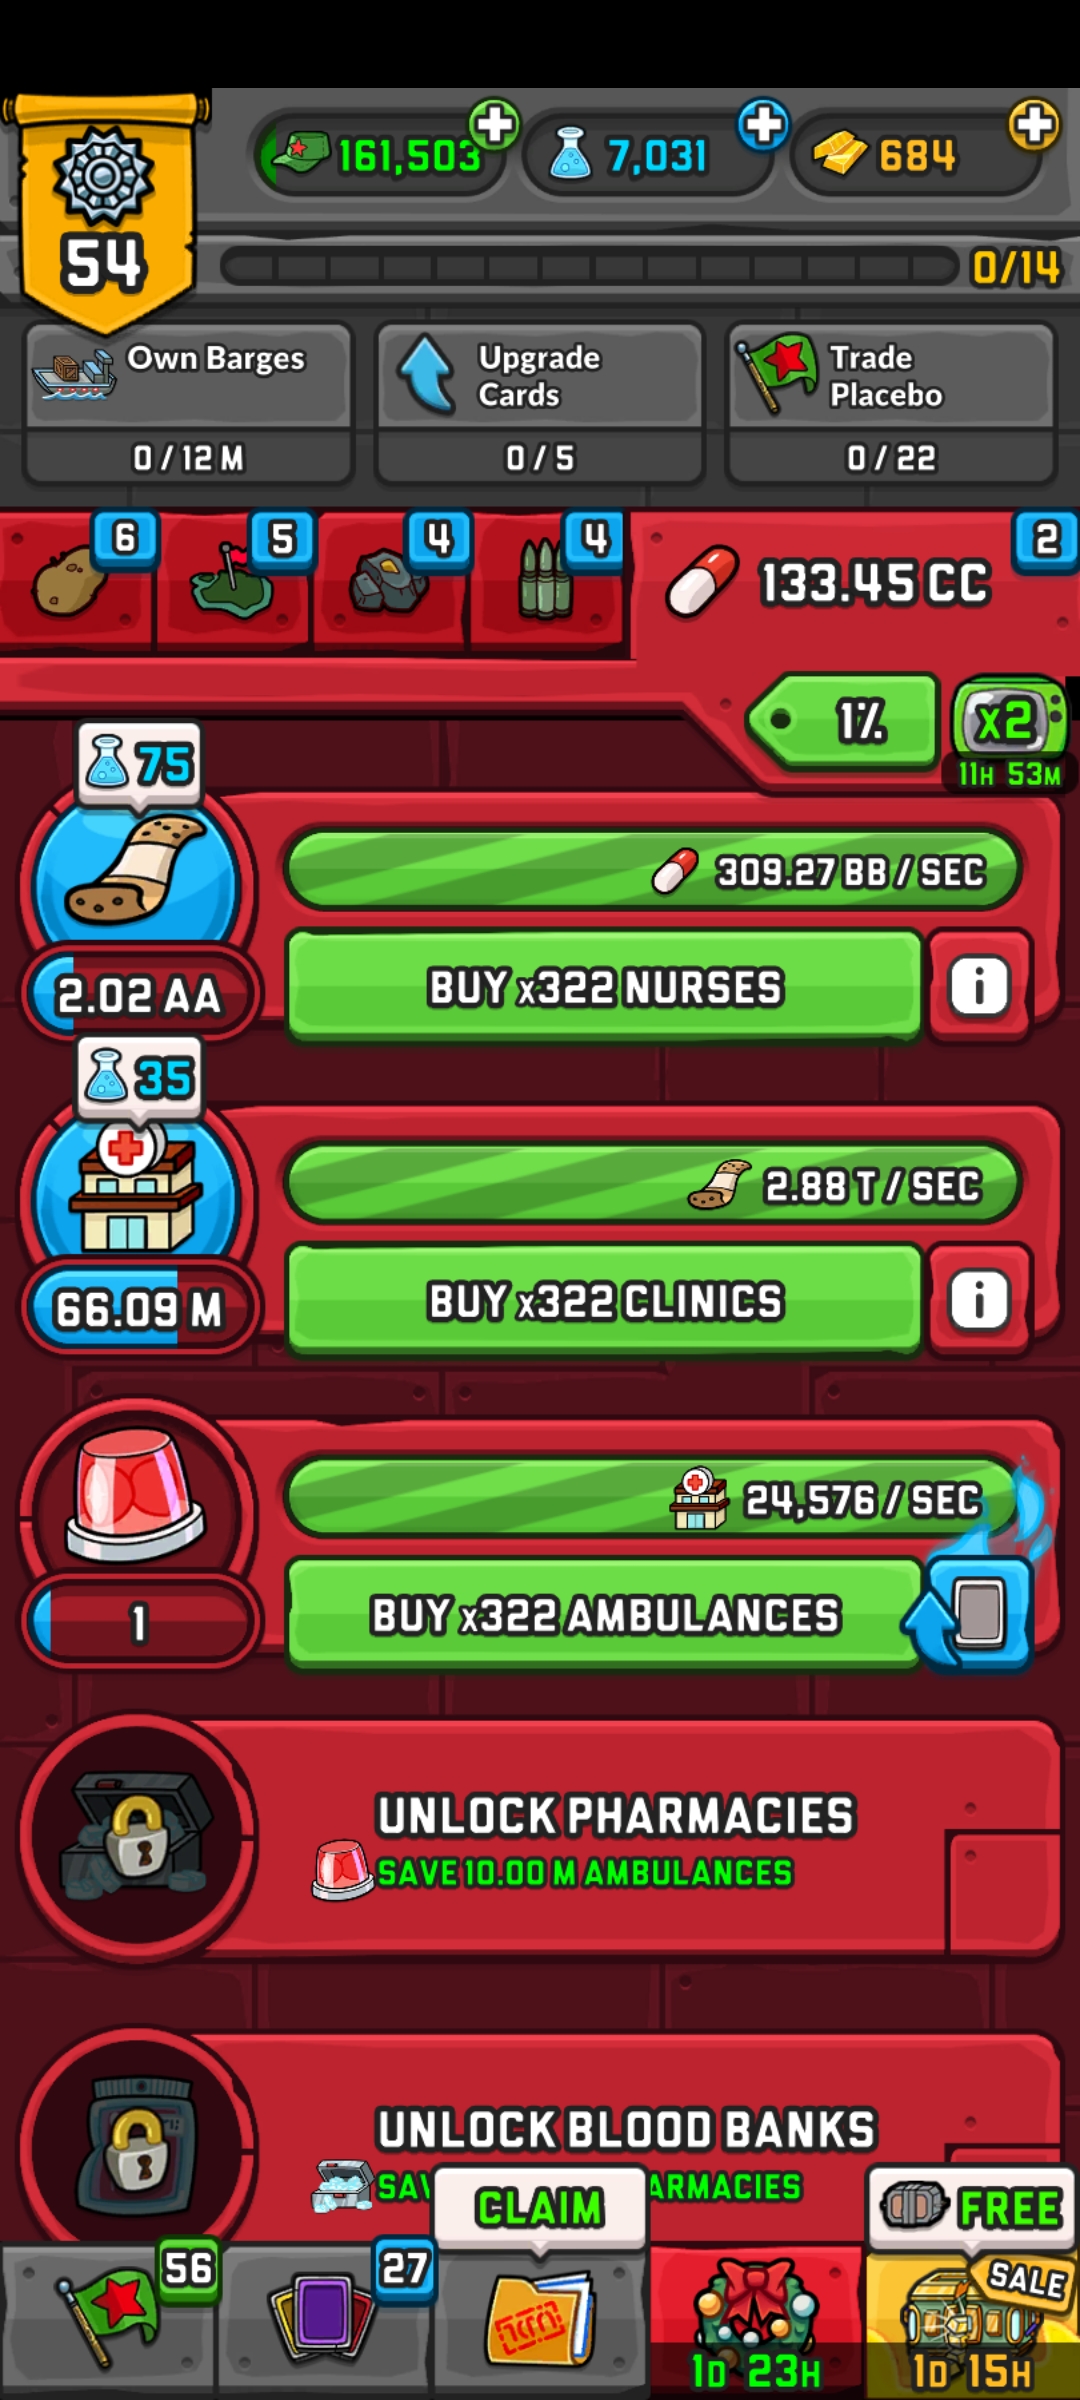 161,503
7,031
684
54
0/14
Own Barges
0 / 12 M
Upgrade
Cards
0 / 5
Trade
Placebo
0 / 22
6
5
4
4
133.45 CC
2
1%
x2
11H 53M
75
309.27 BB / SEC
2.02 AA
BUY x322 NURSES
i
35
2.88 T / SEC
66.09 M
BUY x322 CLINICS
i
24,576 / SEC
1
BUY x322 AMBULANCES
UNLOCK PHARMACIES
SAVE 10.00 M AMBULANCES
UNLOCK BLOOD BANKS
SAV
ARMACIES
CLAIM
FREE
56
27
SALE
1D 23H
1D 15H